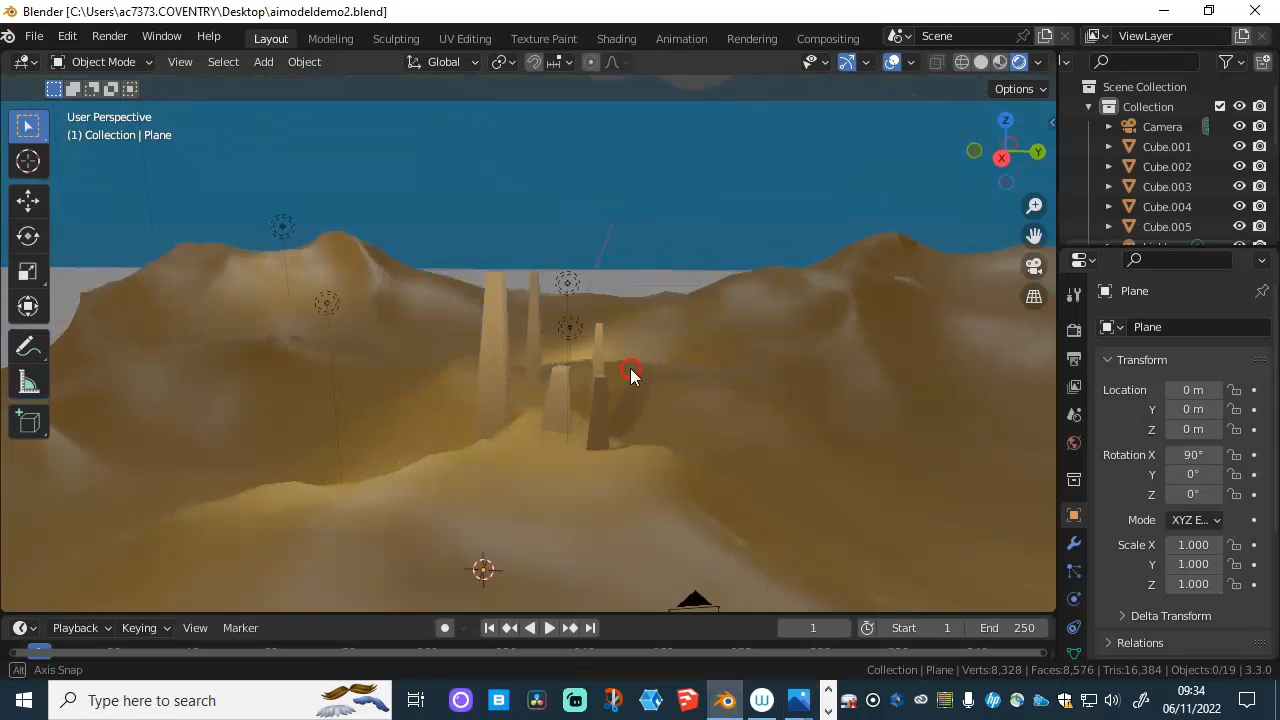 Blender [C:\Users\ac7373.COVENTRY\Desktop\aimodeldemo2.blend]
File Edit Render Window Help Layout Modeling Sculpting UV Editing Texture Paint Shading Animation Rendering Compositing Scene ViewLayer
Object Mode View Select Add Object Global
Options
User Perspective
(1) Collection | Plane
Z
Y
X
Scene Collection
Collection
Camera
Cube.001
Cube.002
Cube.003
Cube.004
Cube.005
Plane
Plane
Transform
Location 0 m
Y 0 m
Z 0 m
Rotation X 90°
Y 0°
Z 0°
Mode XYZ E...
Scale X 1.000
Y 1.000
Z 1.000
Delta Transform
Relations
Playback Keying View Marker 1 Start 1 End 250
Alt Axis Snap
Collection | Plane | Verts:8,328 | Faces:8,576 | Tris:16,384 | Objects:0/19 | 3.3.0
Type here to search
09:34
06/11/2022